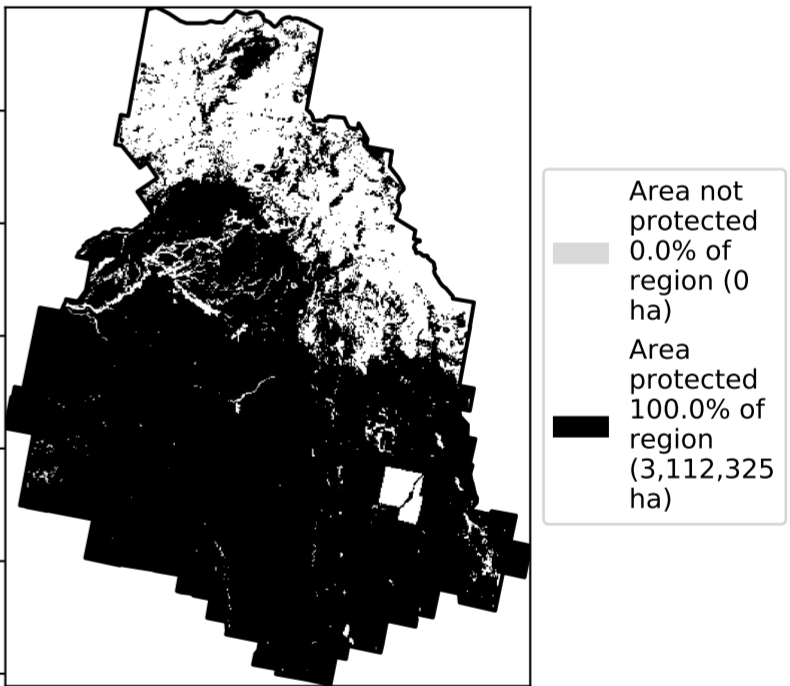 Area not
protected
0.0% of
region (0
ha)
Area
protected
100.0% of
region
(3,112,325
ha)